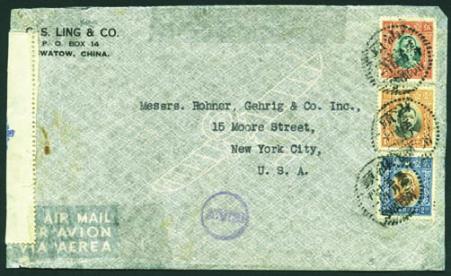 S. LING & CO.
P. O. BOX 14
WATOW, CHINA.
Messrs. Rohner, Gehrig & Co. Inc.,
15 Moore Street,
New York City,
U. S. A.
AIR MAIL
PAR AVION
VIA AEREA